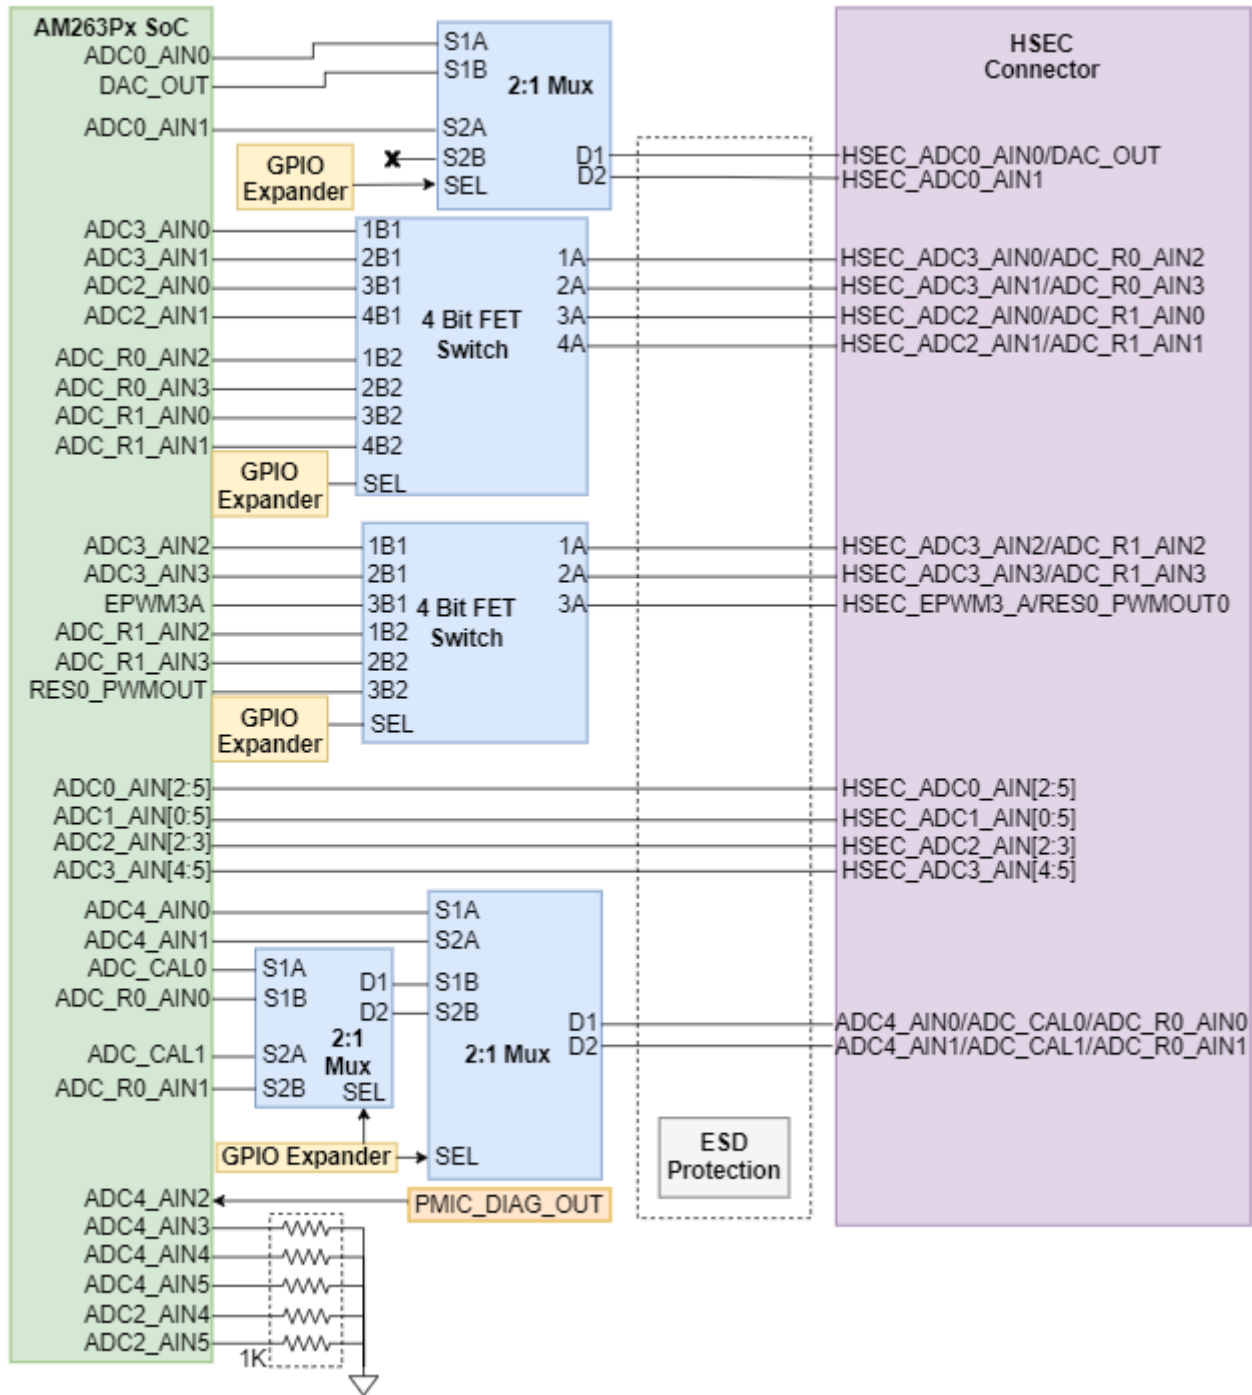 AM263Px SoC
ADC0_AIN0
DAC_OUT
ADC0_AIN1
S1A
S1B
2:1 Mux
S2A
S2B
SEL
D1
D2
GPIO
Expander
HSEC
Connector
HSEC_ADC0_AIN0/DAC_OUT
HSEC_ADC0_AIN1
ADC3_AIN0
ADC3_AIN1
ADC2_AIN0
ADC2_AIN1
ADC_R0_AIN2
ADC_R0_AIN3
ADC_R1_AIN0
ADC_R1_AIN1
GPIO
Expander
1B1
2B1
3B1
4B1
1B2
2B2
3B2
4B2
SEL
4 Bit FET
Switch
1A
2A
3A
4A
HSEC_ADC3_AIN0/ADC_R0_AIN2
HSEC_ADC3_AIN1/ADC_R0_AIN3
HSEC_ADC2_AIN0/ADC_R1_AIN0
HSEC_ADC2_AIN1/ADC_R1_AIN1
ADC3_AIN2
ADC3_AIN3
EPWM3A
ADC_R1_AIN2
ADC_R1_AIN3
RES0_PWMOUT
GPIO
Expander
1B1
2B1
3B1
1B2
2B2
3B2
SEL
4 Bit FET
Switch
1A
2A
3A
HSEC_ADC3_AIN2/ADC_R1_AIN2
HSEC_ADC3_AIN3/ADC_R1_AIN3
HSEC_EPWM3_A/RES0_PWMOUT0
ADC0_AIN[2:5]
ADC1_AIN[0:5]
ADC2_AIN[2:3]
ADC3_AIN[4:5]
HSEC_ADC0_AIN[2:5]
HSEC_ADC1_AIN[0:5]
HSEC_ADC2_AIN[2:3]
HSEC_ADC3_AIN[4:5]
ADC4_AIN0
ADC4_AIN1
ADC_CAL0
ADC_R0_AIN0
ADC_CAL1
ADC_R0_AIN1
S1A
S1B
D1
D2
2:1
Mux
S2A
S2B
SEL
GPIO Expander
S1A
S2A
S1B
S2B
2:1 Mux
D1
D2
SEL
ADC4_AIN0/ADC_CAL0/ADC_R0_AIN0
ADC4_AIN1/ADC_CAL1/ADC_R0_AIN1
ESD
Protection
ADC4_AIN2
PMIC_DIAG_OUT
ADC4_AIN3
ADC4_AIN4
ADC4_AIN5
ADC2_AIN4
ADC2_AIN5
1K